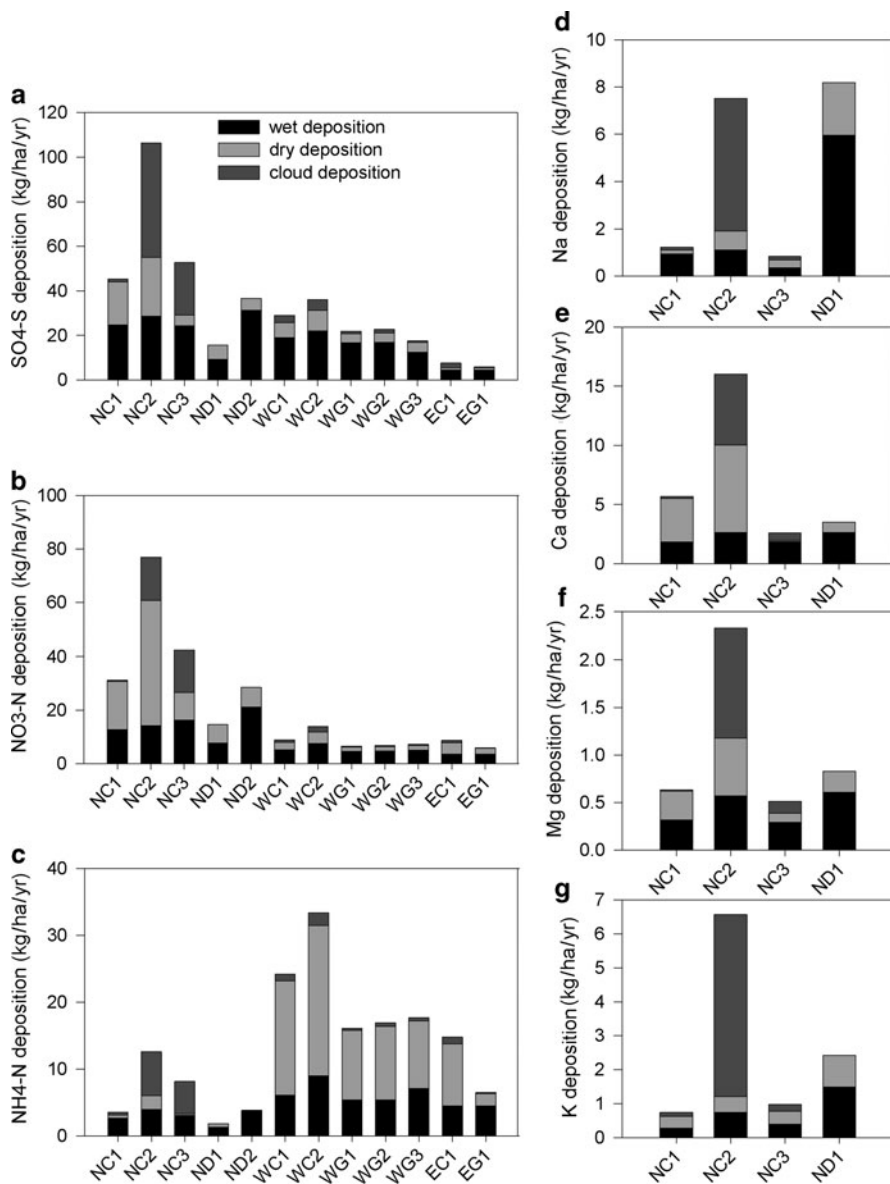 a
SO4-S deposition (kg/ha/yr)
120
100
80
60
40
20
0
wet deposition
dry deposition
cloud deposition
NC1 NC2 NC3 ND1 ND2 WC1 WC2 WG1 WG2 WG3 EC1 EG1
b
NO3-N deposition (kg/ha/yr)
100
80
60
40
20
0
NC1 NC2 NC3 ND1 ND2 WC1 WC2 WG1 WG2 WG3 EC1 EG1
c
NH4-N deposition (kg/ha/yr)
40
30
20
10
0
NC1 NC2 NC3 ND1 ND2 WC1 WC2 WG1 WG2 WG3 EC1 EG1
d
Na deposition (kg/ha/yr)
10
8
6
4
2
0
NC1 NC2 NC3 ND1
e
Ca deposition (kg/ha/yr)
20
15
10
5
0
NC1 NC2 NC3 ND1
f
Mg deposition (kg/ha/yr)
2.5
2.0
1.5
1.0
0.5
0.0
NC1 NC2 NC3 ND1
g
K deposition (kg/ha/yr)
7
6
5
4
3
2
1
0
NC1 NC2 NC3 ND1